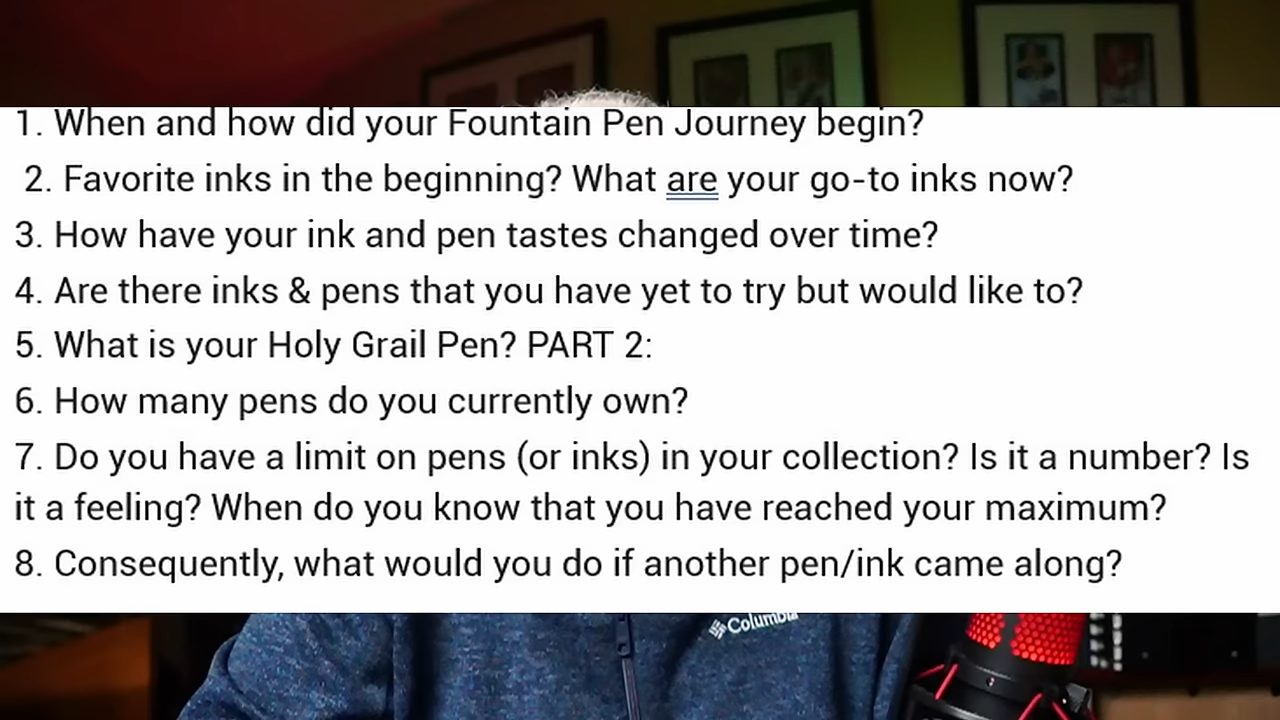 1. When and how did your Fountain Pen Journey begin?
2. Favorite inks in the beginning? What are your go-to inks now?
3. How have your ink and pen tastes changed over time?
4. Are there inks & pens that you have yet to try but would like to?
5. What is your Holy Grail Pen? PART 2:
6. How many pens do you currently own?
7. Do you have a limit on pens (or inks) in your collection? Is it a number? Is
it a feeling? When do you know that you have reached your maximum?
8. Consequently, what would you do if another pen/ink came along?
Columbia